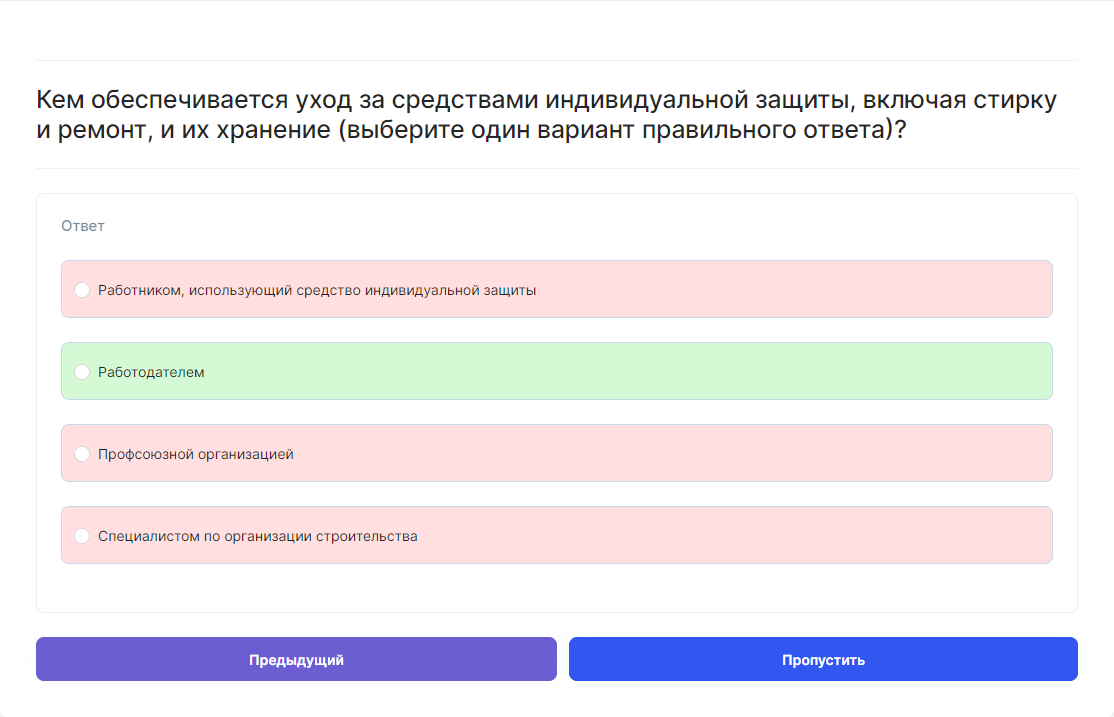 Кем обеспечивается уход за средствами индивидуальной защиты, включая стирку
и ремонт, и их хранение (выберите один вариант правильного ответа)?
Ответ
Работником, использующий средство индивидуальной защиты
Работодателем
Профсоюзной организацией
Специалистом по организации строительства
Предыдущий
Пропустить